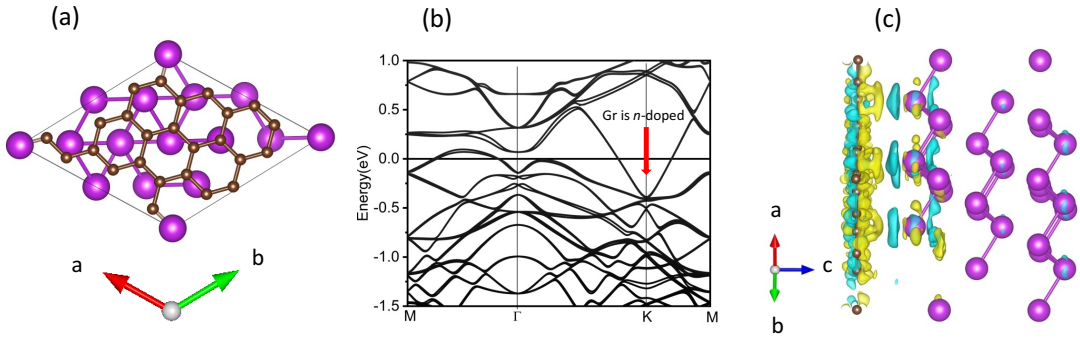 (a)
a
b
(b)
Energy(eV)
1.0
0.5
0.0
-0.5
-1.0
-1.5
Gr is n-doped
M
Γ
K
M
(c)
a
c
b